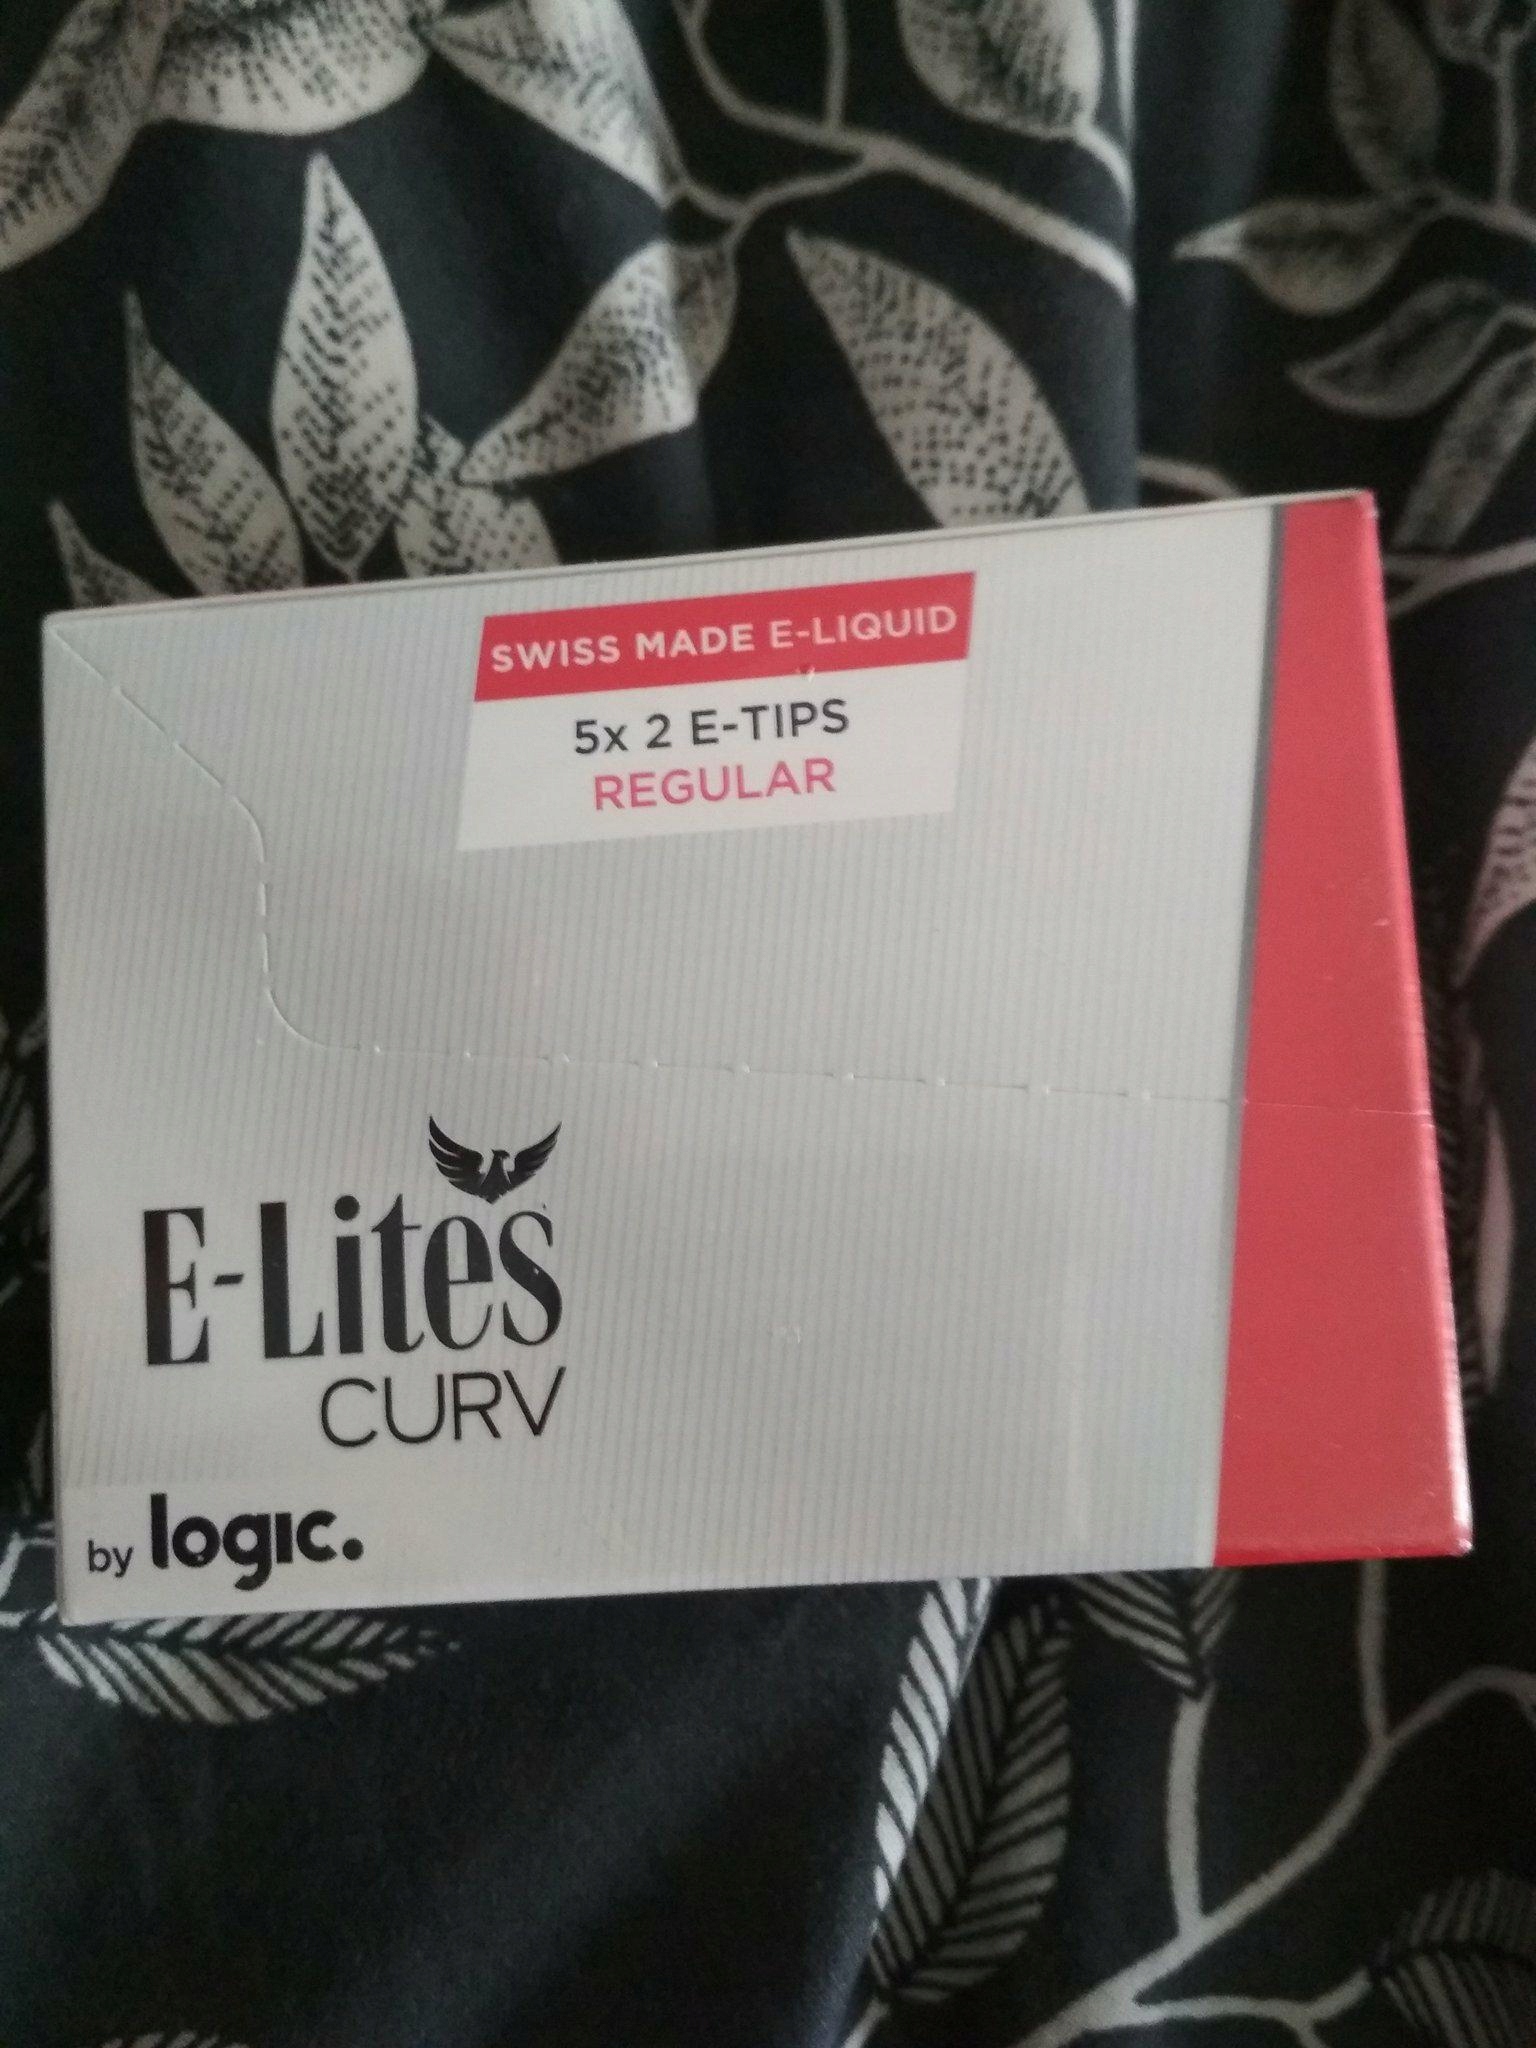 SWISS MADE E-LIQUID
5x 2 E-TIPS
REGULAR
E-Lites
CURV
by logic.